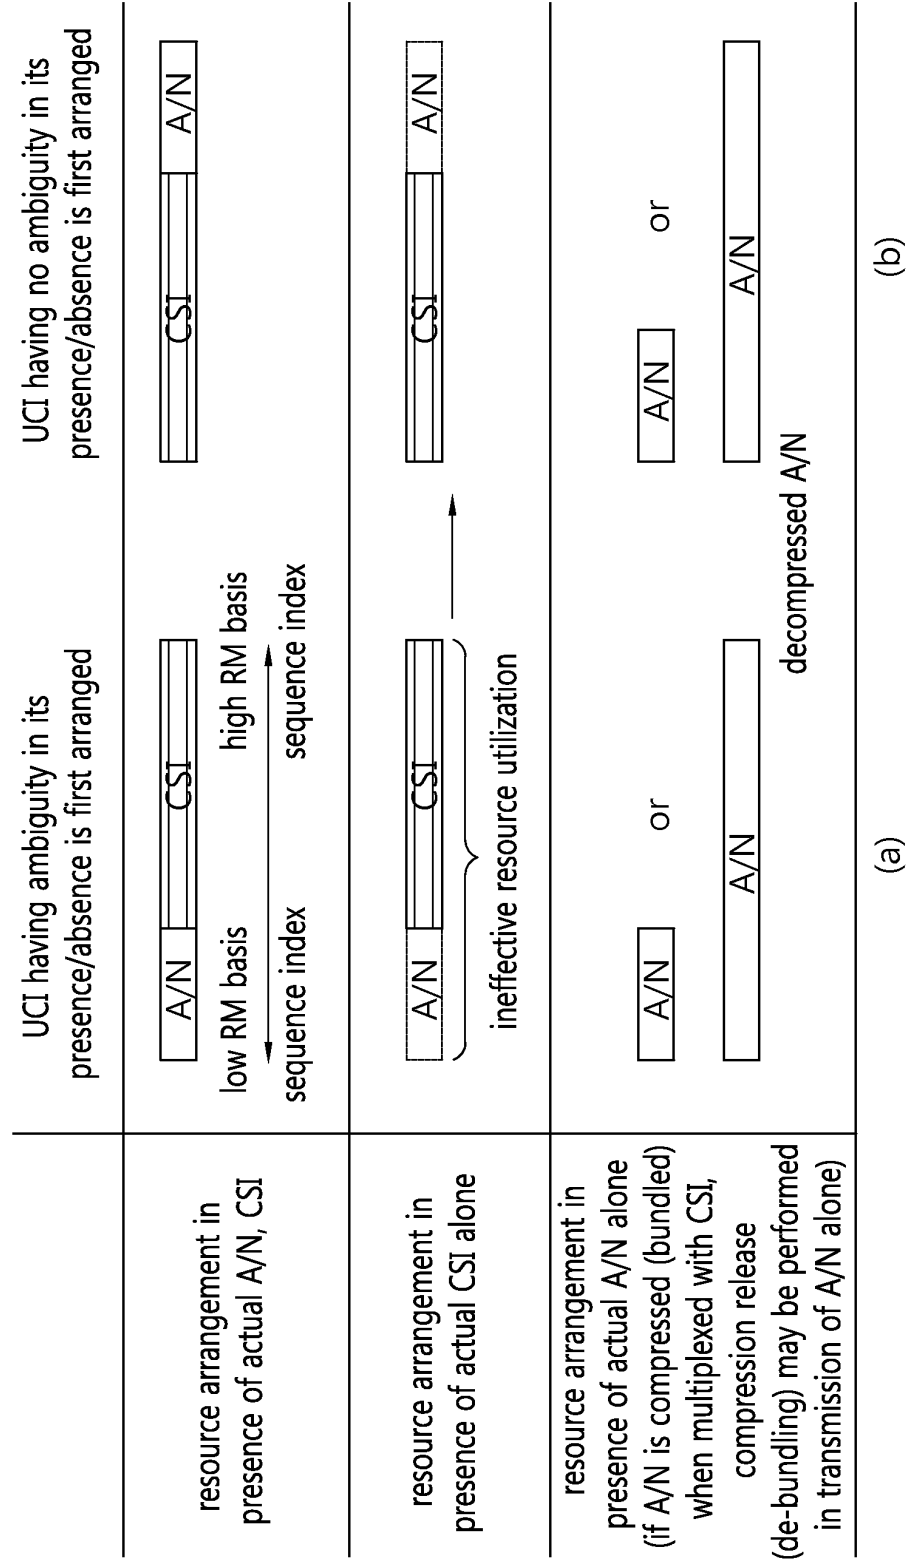 UCI having ambiguity in its
presence/absence is first arranged
UCI having no ambiguity in its
presence/absence is first arranged
resource arrangement in
presence of actual A/N, CSI
A/N
CSI
CSI
A/N
low RM basis
sequence index
high RM basis
sequence index
resource arrangement in
presence of actual CSI alone
A/N
CSI
CSI
A/N
ineffective resource utilization
resource arrangement in
presence of actual A/N alone
(if A/N is compressed (bundled)
when multiplexed with CSI,
compression release
(de-bundling) may be performed
in transmission of A/N alone)
A/N
or
A/N
A/N
or
A/N
decompressed A/N
(a)
(b)